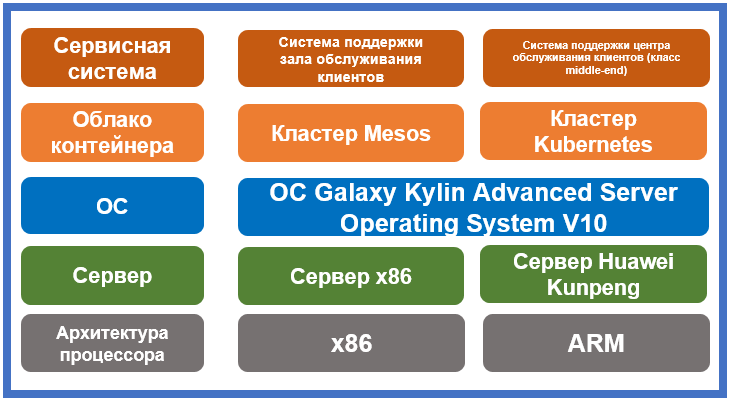 Сервисная
система
Система поддержки
зала обслуживания
клиентов
Система поддержки центра
обслуживания клиентов (класс
middle-end)
Облако
контейнера
Кластер Mesos
Кластер
Kubernetes
ОС
ОС Galaxy Kylin Advanced Server
Operating System V10
Сервер
Сервер x86
Сервер Huawei
Kunpeng
Архитектура
процессора
x86
ARM